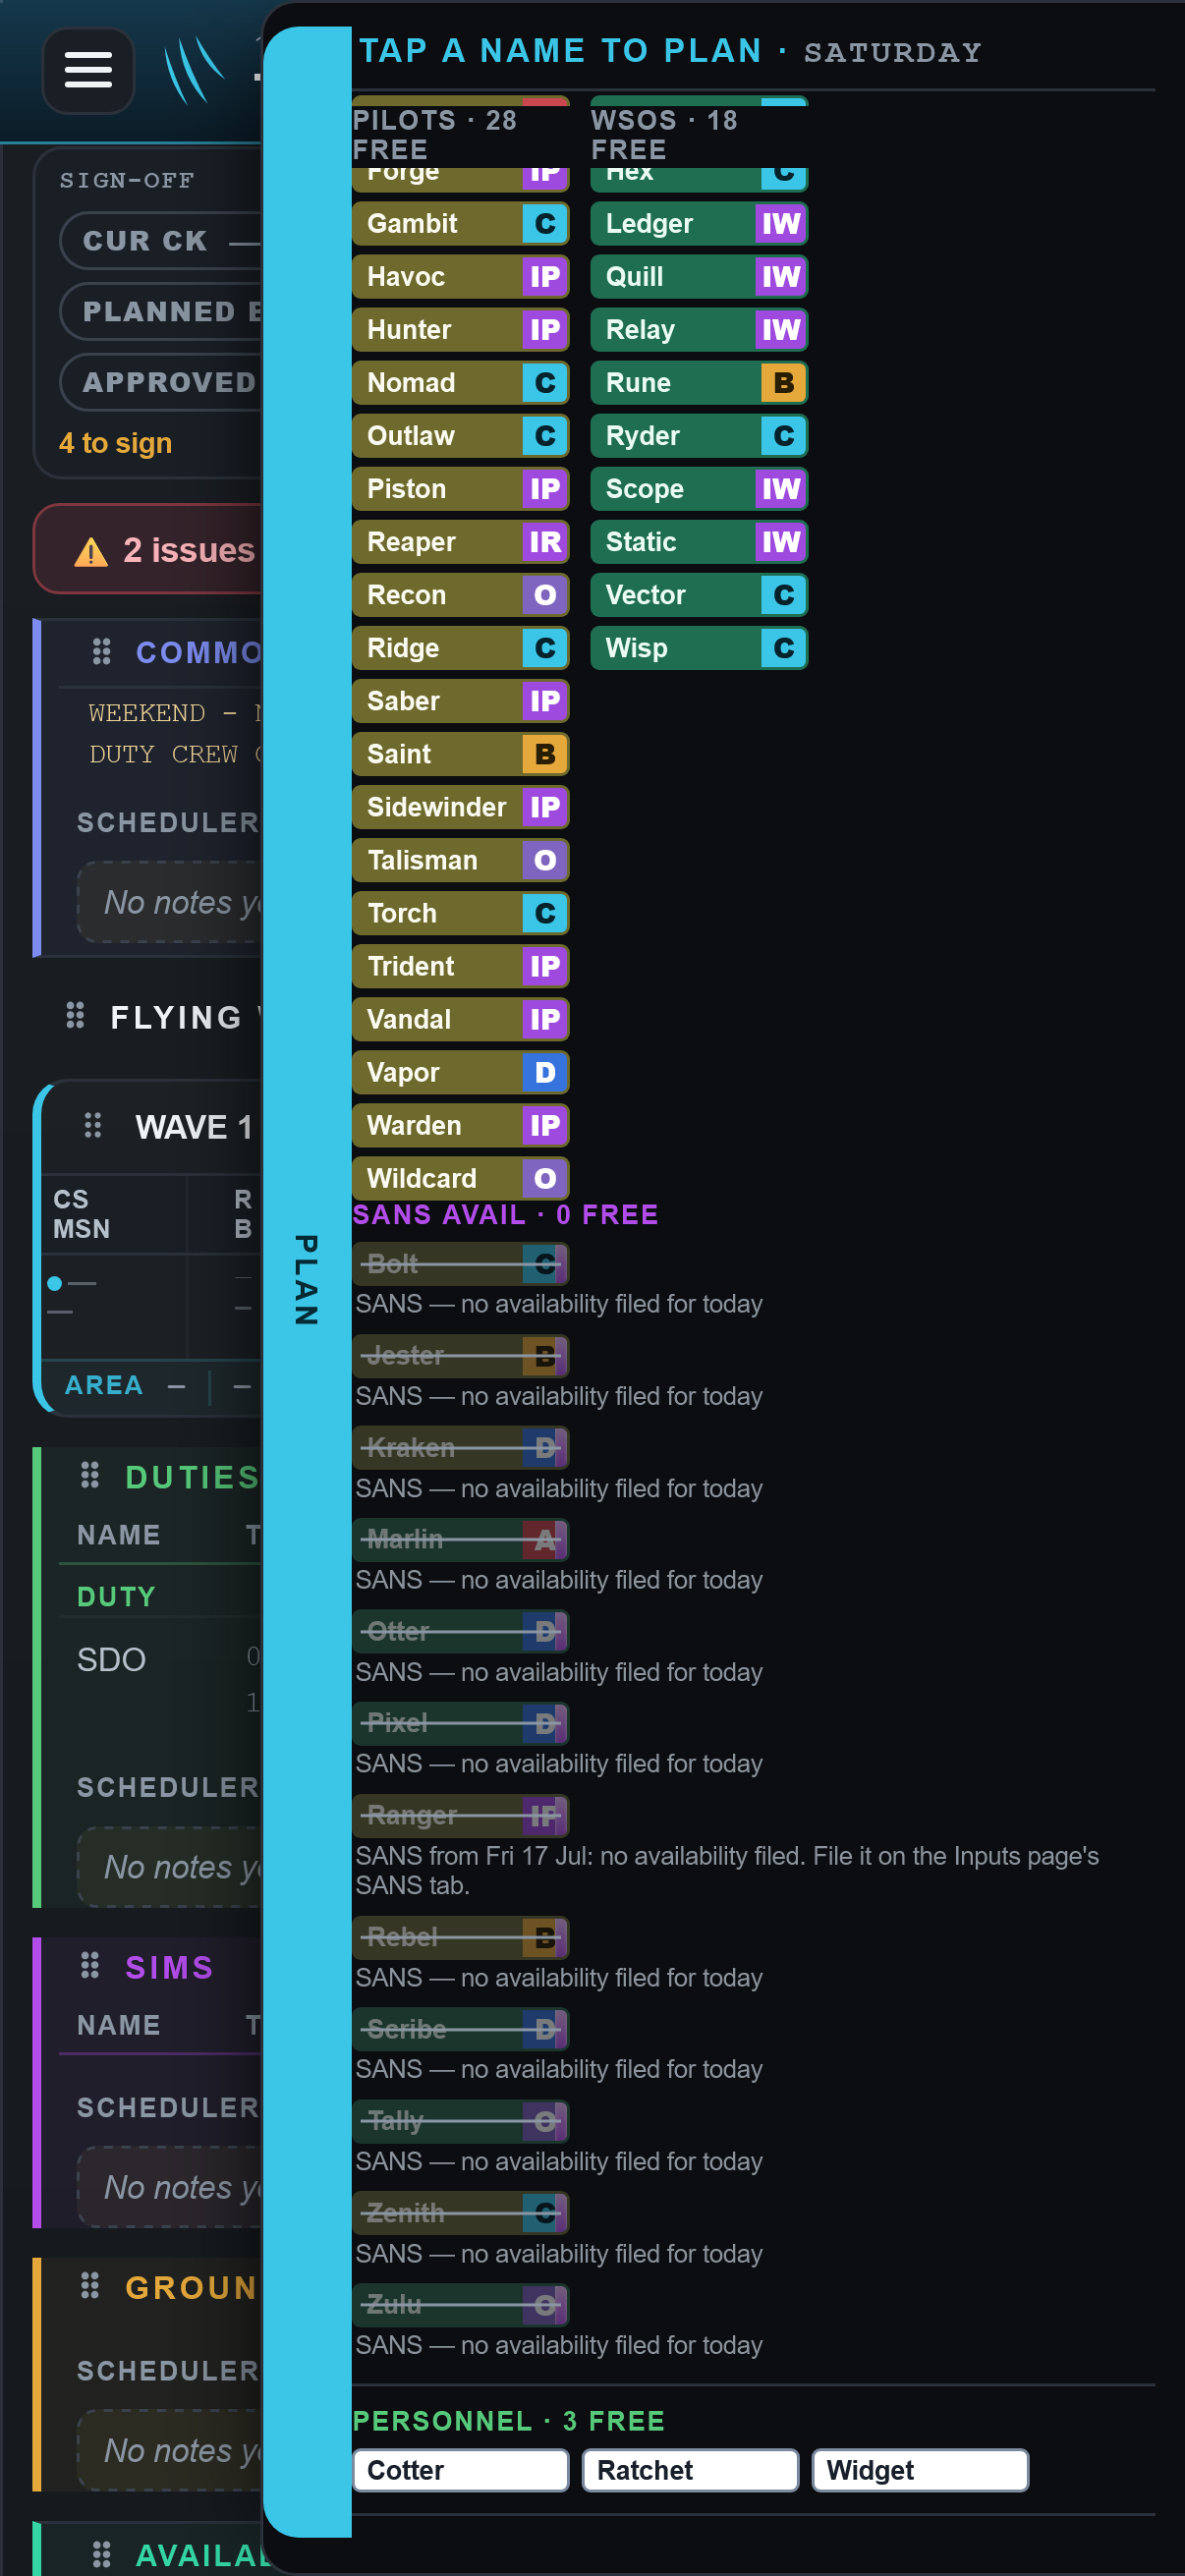 TAP A NAME TO PLAN · SATURDAY
PILOTS · 28 FREE
WSOS · 18 FREE
Forge IP
Hex C
Gambit C
Ledger IW
Havoc IP
Quill IW
Hunter IP
Relay IW
Nomad C
Rune B
Outlaw C
Ryder C
Piston IP
Scope IW
Reaper IR
Static IW
Recon O
Vector C
Ridge C
Wisp C
Saber IP
Saint B
Sidewinder IP
Talisman O
Torch C
Trident IP
Vandal IP
Vapor D
Warden IP
Wildcard O
SANS AVAIL · 0 FREE
Bolt C
SANS — no availability filed for today
Jester B
SANS — no availability filed for today
Kraken D
SANS — no availability filed for today
Marlin A
SANS — no availability filed for today
Otter D
SANS — no availability filed for today
Pixel D
SANS — no availability filed for today
Ranger
SANS from Fri 17 Jul: no availability filed. File it on the Inputs page's
SANS tab.
Rebel B
SANS — no availability filed for today
Scribe D
SANS — no availability filed for today
Tally O
SANS — no availability filed for today
Zenith C
SANS — no availability filed for today
Zulu O
SANS — no availability filed for today
PERSONNEL · 3 FREE
Cotter
Ratchet
Widget
PLAN
SIGN-OFF
CUR CK —
PLANNED
APPROVED
4 to sign
2 issues
COMMO
WEEKEND -
DUTY CREW
SCHEDULER
No notes
FLYING
WAVE 1
CS
MSN
R
B
AREA – –
DUTIES
NAME T
DUTY
SDO
SCHEDULER
No notes
SIMS
NAME T
SCHEDULER
No notes
GROUN
SCHEDULER
No notes
AVAILA